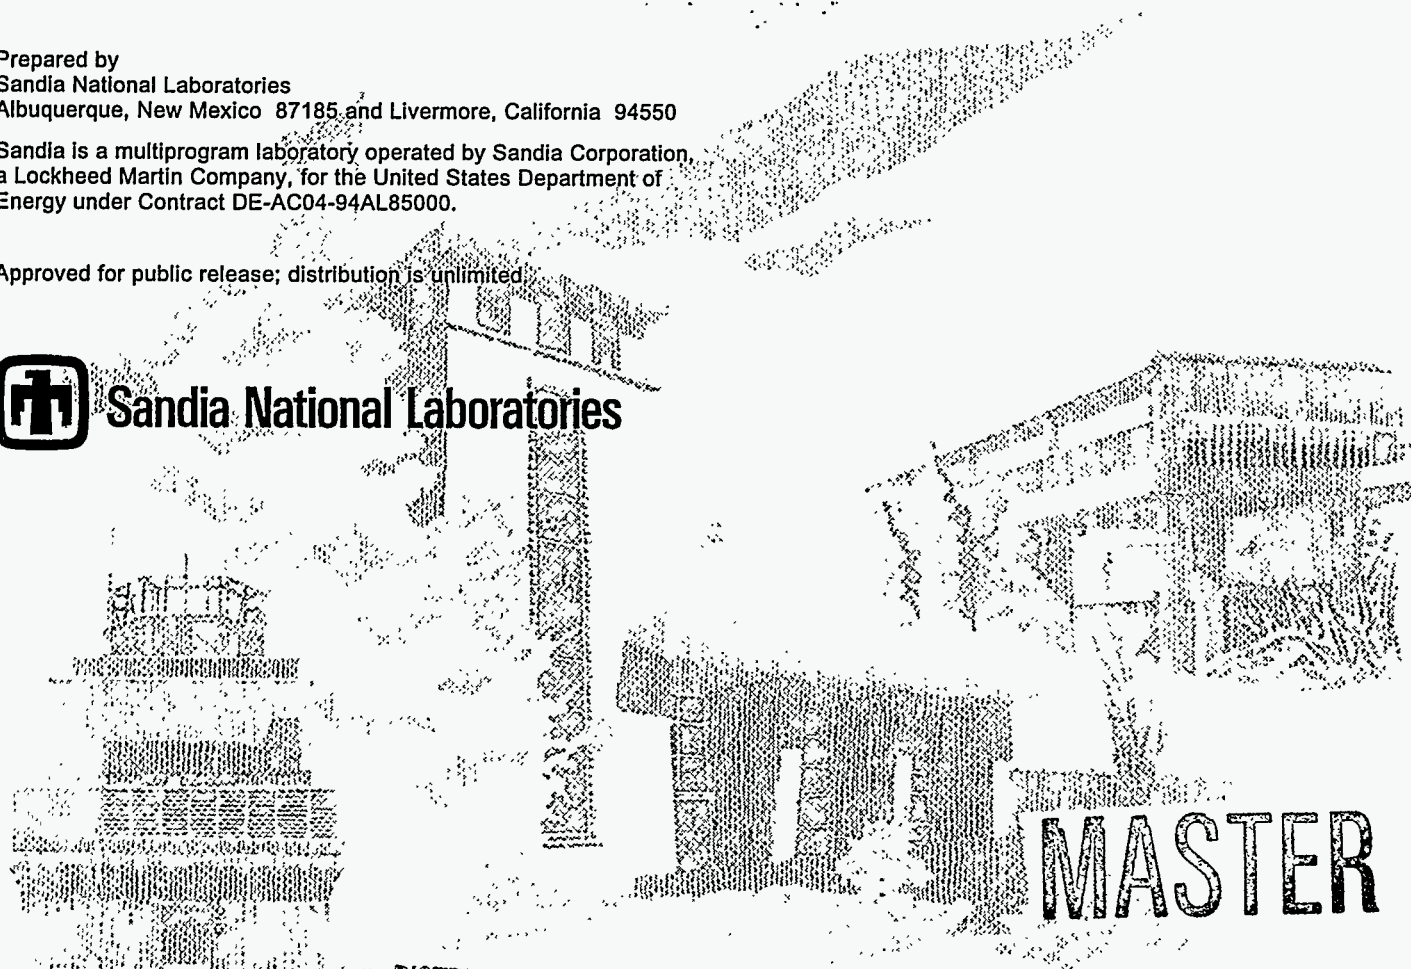 Prepared by
Sandia National Laboratories
Albuquerque, New Mexico 87185 and Livermore, California 94550
Sandia is a multiprogram laboratory operated by Sandia Corporation,
a Lockheed Martin Company, for the United States Department of
Energy under Contract DE-AC04-94AL85000.
Approved for public release; distribution is unlimited.
Sandia National Laboratories
MASTER